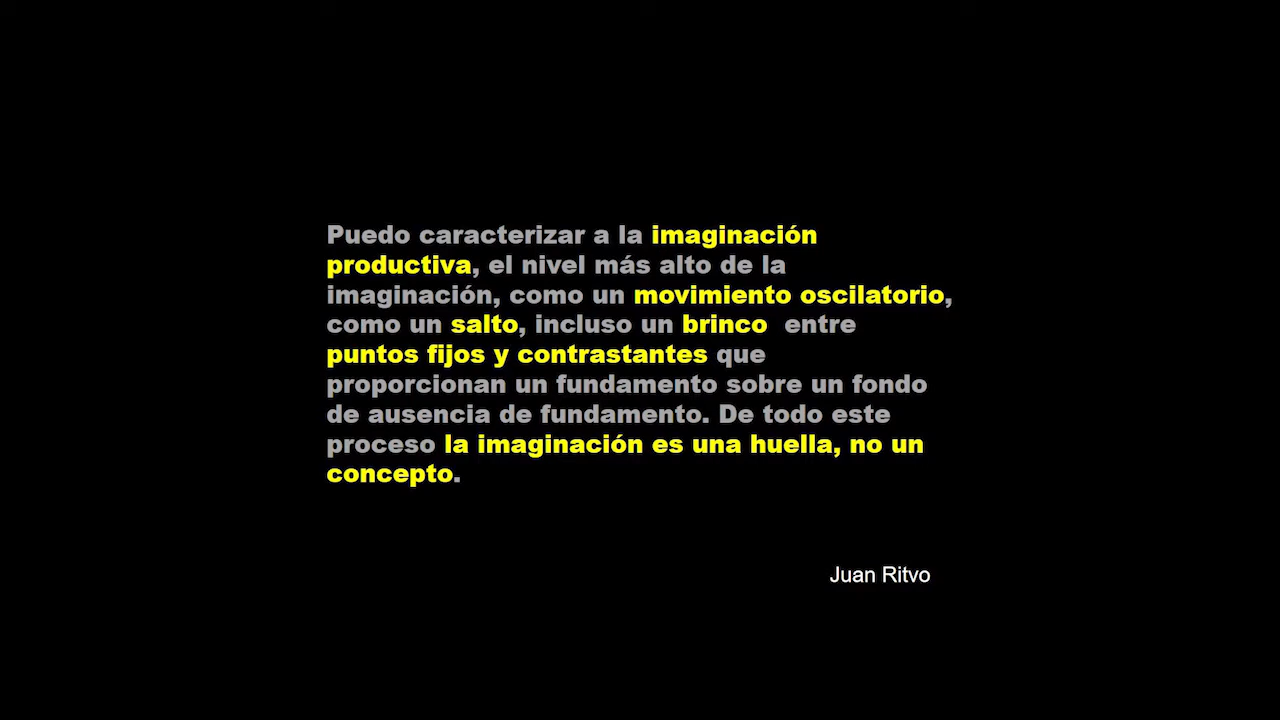 Puedo caracterizar a la imaginación
productiva, el nivel más alto de la
imaginación, como un movimiento oscilatorio,
como un salto, incluso un brinco  entre
puntos fijos y contrastantes que
proporcionan un fundamento sobre un fondo
de ausencia de fundamento. De todo este
proceso la imaginación es una huella, no un
concepto.
Juan Ritvo